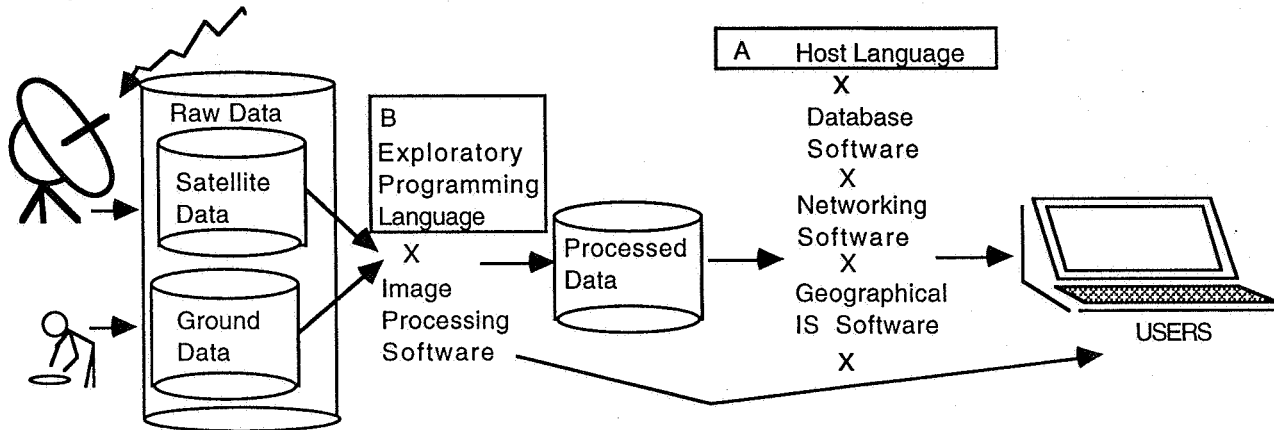 Raw Data
Satellite
Data
Ground
Data
B
Exploratory
Programming
Language
X
Image
Processing
Software
Processed
Data
A Host Language
X
Database
Software
X
Networking
Software
X
Geographical
IS Software
X
USERS